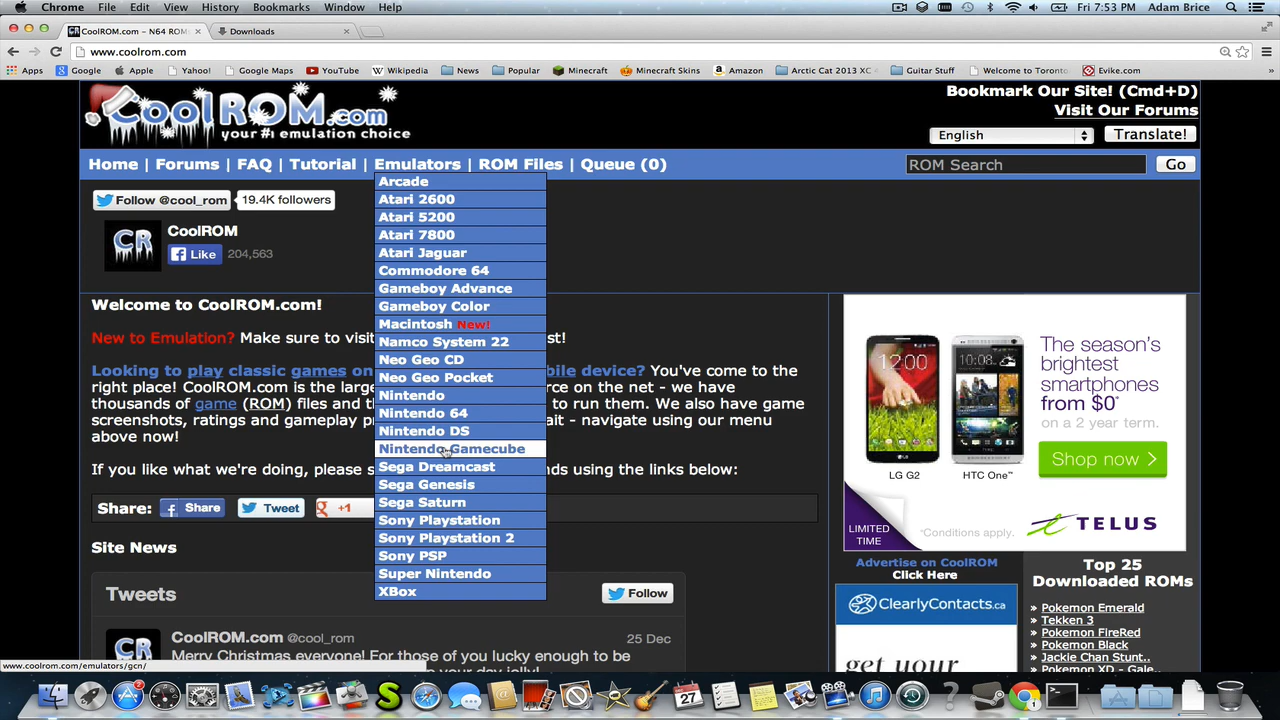 Chrome File Edit View History Bookmarks Window Help Fri 7:53 PM Adam Brice
CoolROM.com - N64 ROM
Downloads
www.coolrom.com
Apps Google Apple Yahoo! Google Maps YouTube Wikipedia News Popular Minecraft Minecraft Skins Amazon Arctic Cat 2013 XC Guitar Stuff Welcome to Toront Evike.com
CoolROM.com
your #1 emulation choice
Bookmark Our Site! (Cmd+D)
Visit Our Forums
English
Translate!
Home | Forums | FAQ | Tutorial | Emulators | ROM Files | Queue (0)
ROM Search
Go
Follow @cool_rom
19.4K followers
CR
CoolROM
Like 204,563
Arcade
Atari 2600
Atari 5200
Atari 7800
Atari Jaguar
Commodore 64
Gameboy Advance
Gameboy Color
Macintosh New!
Namco System 22
Neo Geo CD
Neo Geo Pocket
Nintendo
Nintendo 64
Nintendo DS
Nintendo Gamecube
Sega Dreamcast
Sega Genesis
Sega Saturn
Sony Playstation
Sony Playstation 2
Sony PSP
Super Nintendo
XBox
Welcome to CoolROM.com!
New to Emulation? Make sure to visit t!
Looking to play classic games on bile device? You've come to the
right place! CoolROM.com is the large rce on the net - we have
thousands of game (ROM) files and th to run them. We also have game
screenshots, ratings and gameplay pr ait - navigate using our menu
above now!
If you like what we're doing, please s nds using the links below:
Share: Share Tweet +1
Site News
Tweets
Follow
CoolROM.com @cool_rom 25 Dec
Merry Christmas everyone! For those of you lucky enough to be
The season's
brightest
smartphones
from $0*
on a 2 year term.
Shop now
12:00
LG G2
HTC One™
LIMITED
TIME
*Conditions apply.
TELUS
Advertise on CoolROM
Click Here
ClearlyContacts.ca
get your
Top 25
Downloaded ROMs
» Pokemon Emerald
» Tekken 3
» Pokemon FireRed
» Pokemon Black
» Jackie Chan Stunt..
» Pokemon XD - Gale..
www.coolrom.com/emulators/gcn/